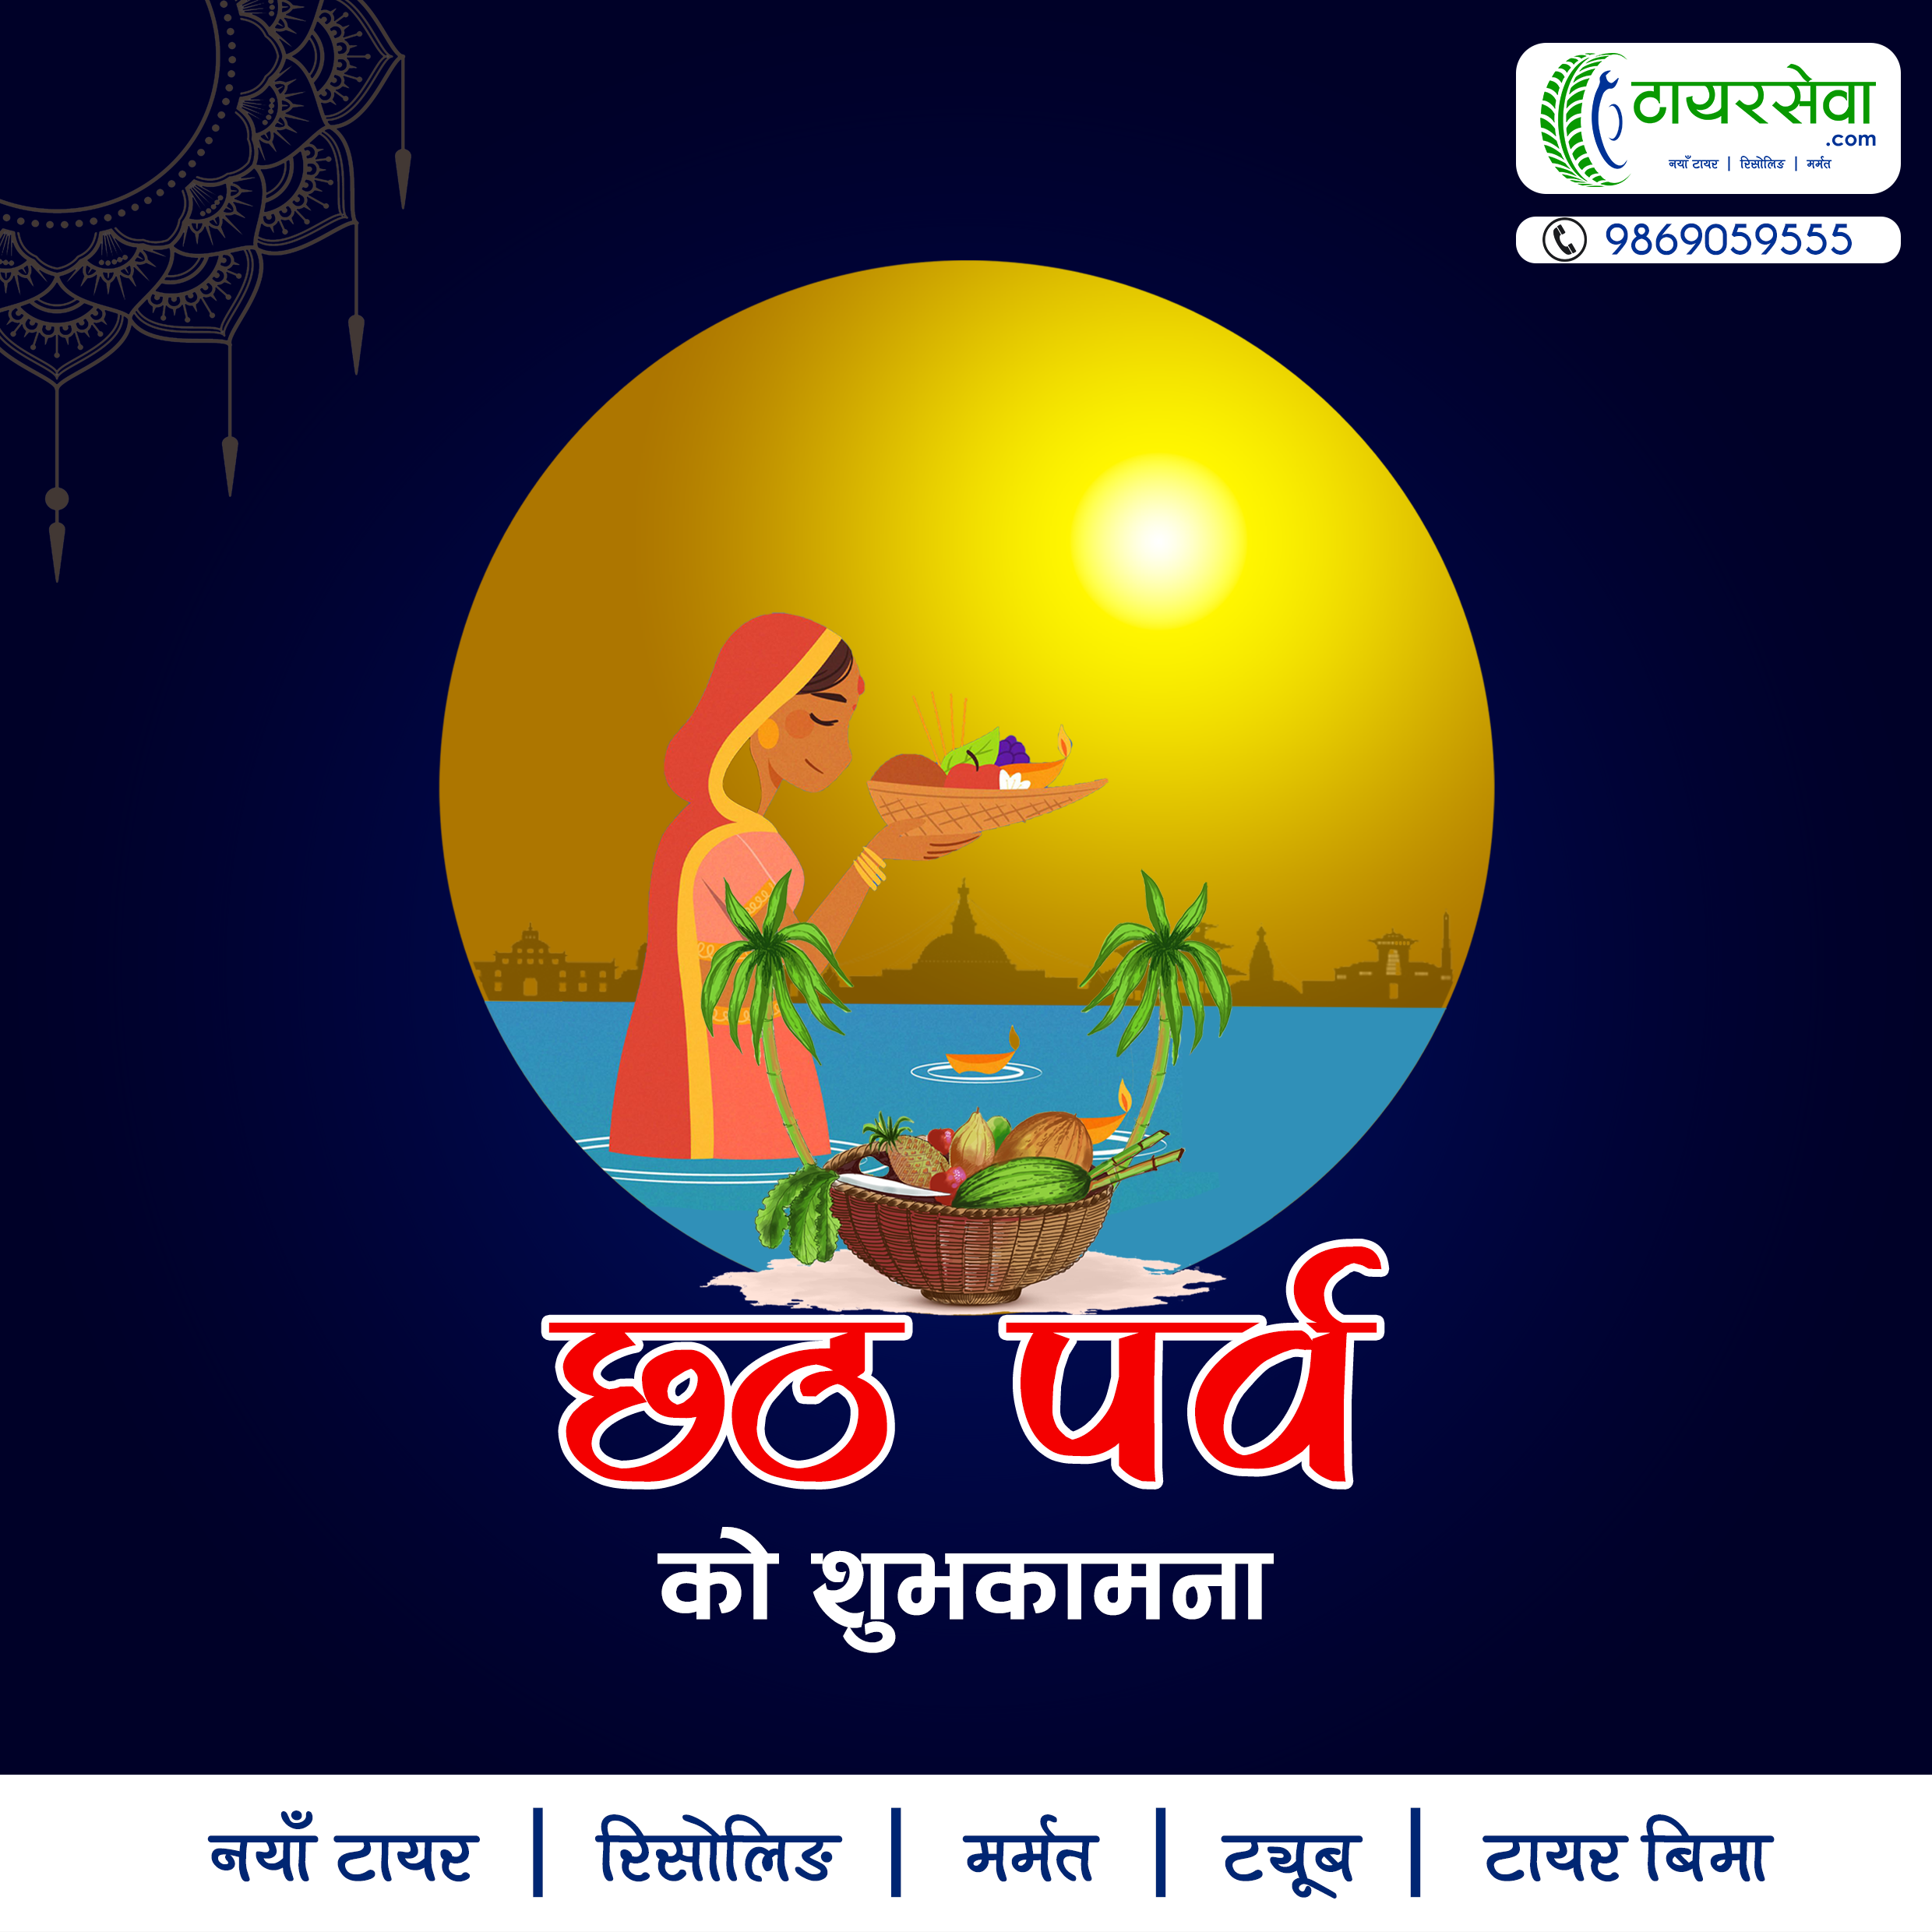 टायरसेवा
.com
नयाँ टायर | रिसोलिङ | मर्मत
9869059555
छठ पर्व
को शुभकामना
नयाँ टायर | रिसोलिङ | मर्मत | ट्यूब | टायर बिमा